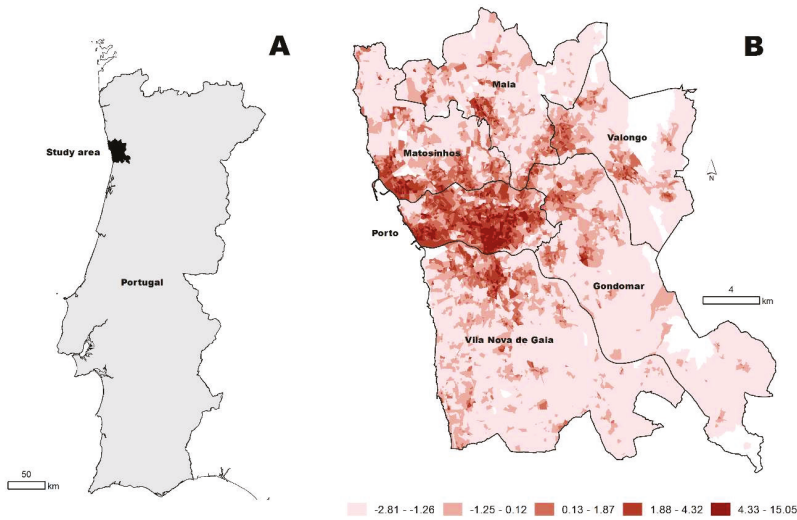 A
B
Study area
Portugal
50
km
Maia
Valongo
Matosinhos
N
Porto
Gondomar
4
km
Vila Nova de Gaia
-2.81 - -1.26
-1.25 - 0.12
0.13 - 1.87
1.88 - 4.32
4.33 - 15.05